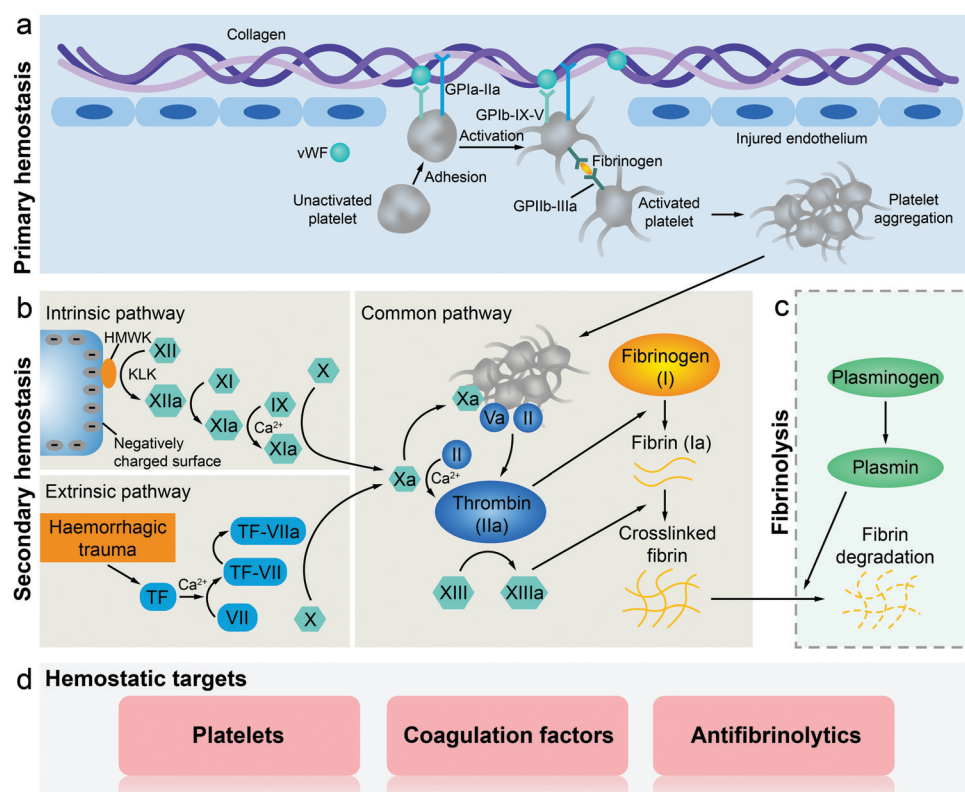 a
Primary hemostasis
Collagen
GPIa-IIa
GPIb-IX-V
Injured endothelium
vWF
Activation
Fibrinogen
Adhesion
Unactivated
platelet
GPIIb-IIIa
Activated
platelet
Platelet
aggregation
b
Secondary hemostasis
Intrinsic pathway
HMWK
XII
KLK
XIIa
XI
XIa
IX
Ca2+
XIa
X
Negatively
charged surface
Extrinsic pathway
Haemorrhagic
trauma
TF
Ca2+
TF-VIIa
TF-VII
VII
X
Common pathway
Xa
Va
II
Xa
II
Ca2+
Thrombin
(IIa)
XIII
XIIIa
Fibrinogen
(I)
Fibrin (Ia)
Crosslinked
fibrin
c
Fibrinolysis
Plasminogen
Plasmin
Fibrin
degradation
d
Hemostatic targets
Platelets
Coagulation factors
Antifibrinolytics